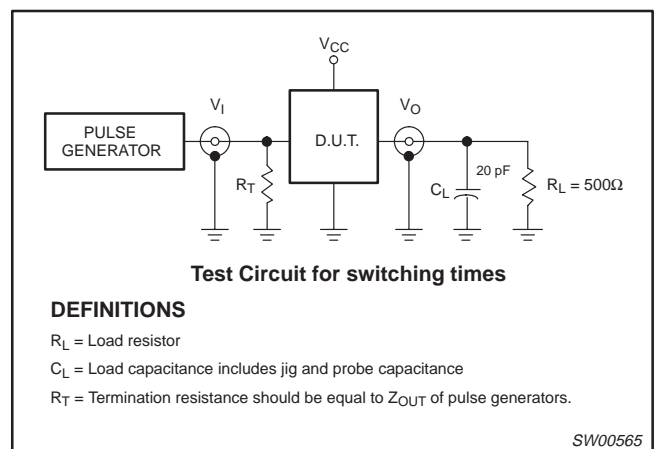 VCC
VI
VO
PULSE
GENERATOR
D.U.T.
RT
20 pF
CL
RL = 500Ω
Test Circuit for switching times
DEFINITIONS
RL = Load resistor
CL = Load capacitance includes jig and probe capacitance
RT = Termination resistance should be equal to ZOUT of pulse generators.
SW00565